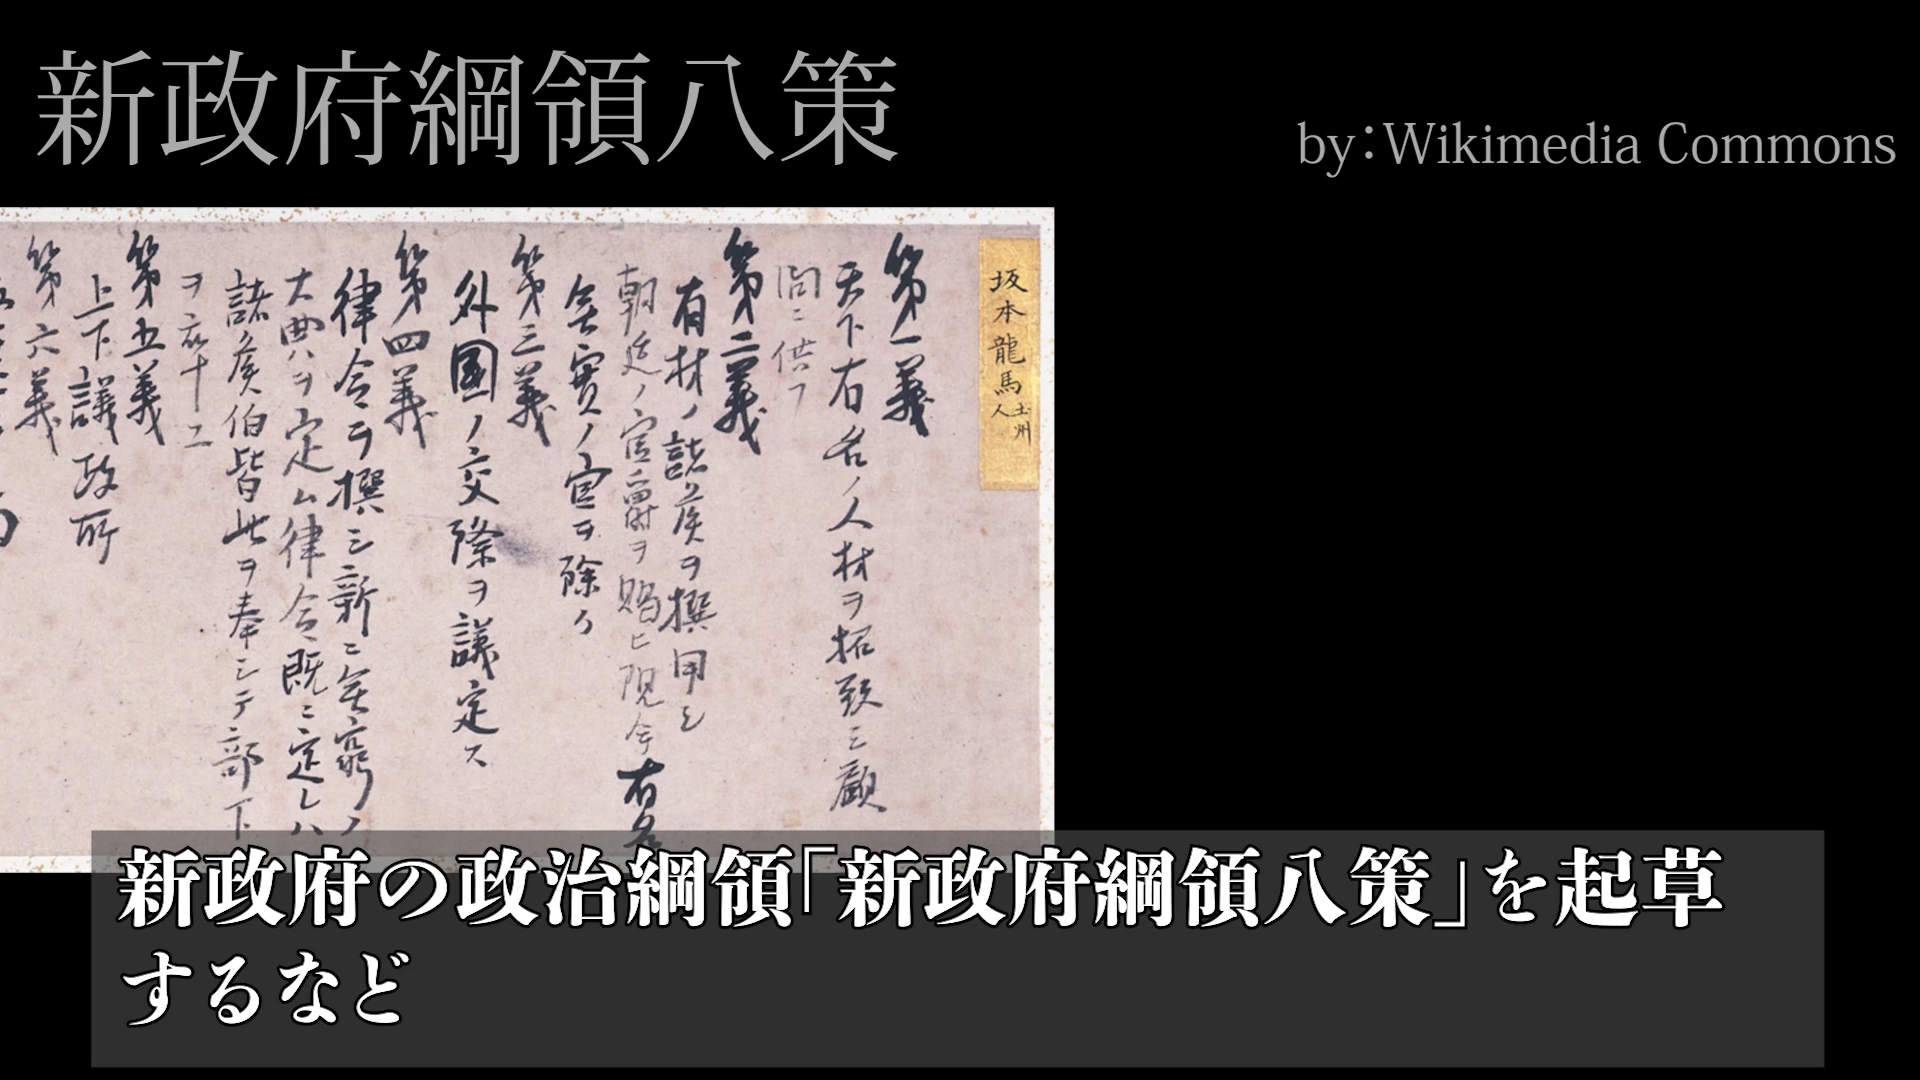 新政府綱領八策
by：Wikimedia Commons
坂本龍馬
土州
人
第一義
天下有名ノ人材ヲ招致シ顧
問ニ供フ
第二義
有材ノ諸侯ヲ撰用シ
朝廷ノ官爵ヲ賜ヒ現今有名
無実ノ官ヲ除ク
第三義
外國ノ交際ヲ議定ス
第四義
律令ヲ撰シ新ニ無窮ノ
大典ヲ定ム律令既ニ定レハ
諸侯伯皆此ヲ奉シテ部下
ヲ率ユ
第五義
上下議政所
第六義
新政府の政治綱領「新政府綱領八策」を起草
するなど